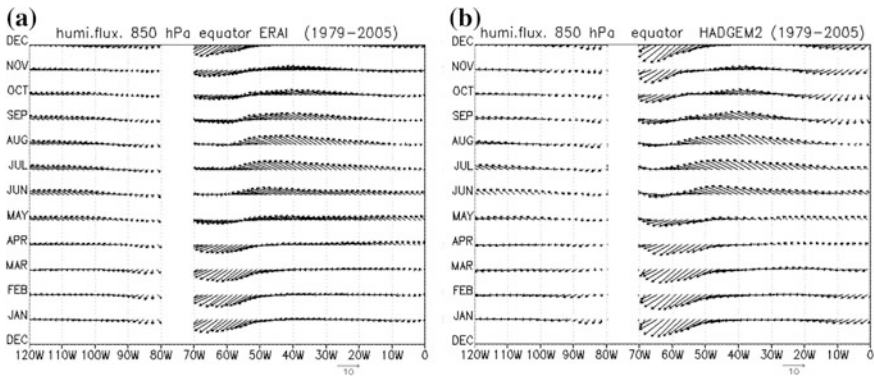 (a) humi.flux. 850 hPa equator ERAI (1979-2005)
DEC
NOV
OCT
SEP
AUG
JUL
JUN
MAY
APR
MAR
FEB
JAN
DEC
120W 110W 100W 90W 80W 70W 60W 50W 40W 30W 20W 10W 0
10
(b) humi.flux. 850 hPa equator HADGEM2 (1979-2005)
DEC
NOV
OCT
SEP
AUG
JUL
JUN
MAY
APR
MAR
FEB
JAN
DEC
120W 110W 100W 90W 80W 70W 60W 50W 40W 30W 20W 10W 0
10